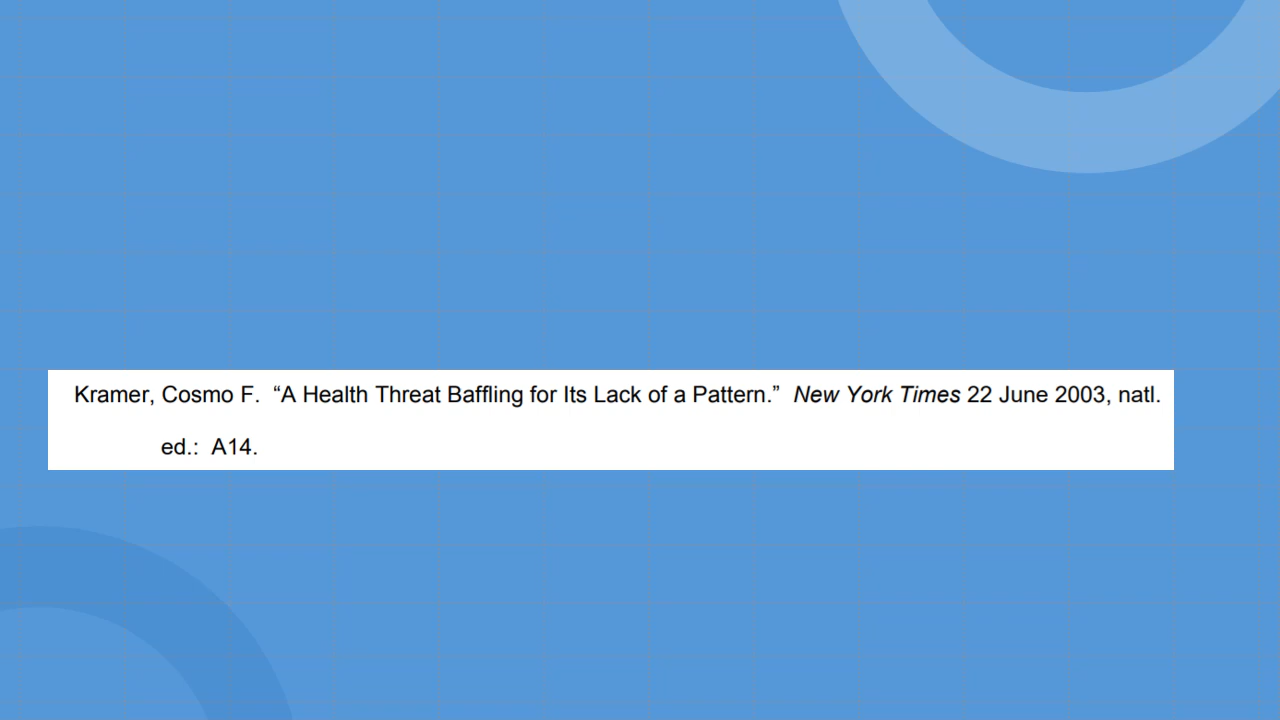 Kramer, Cosmo F.  “A Health Threat Baffling for Its Lack of a Pattern.”  New York Times 22 June 2003, natl.
ed.:  A14.